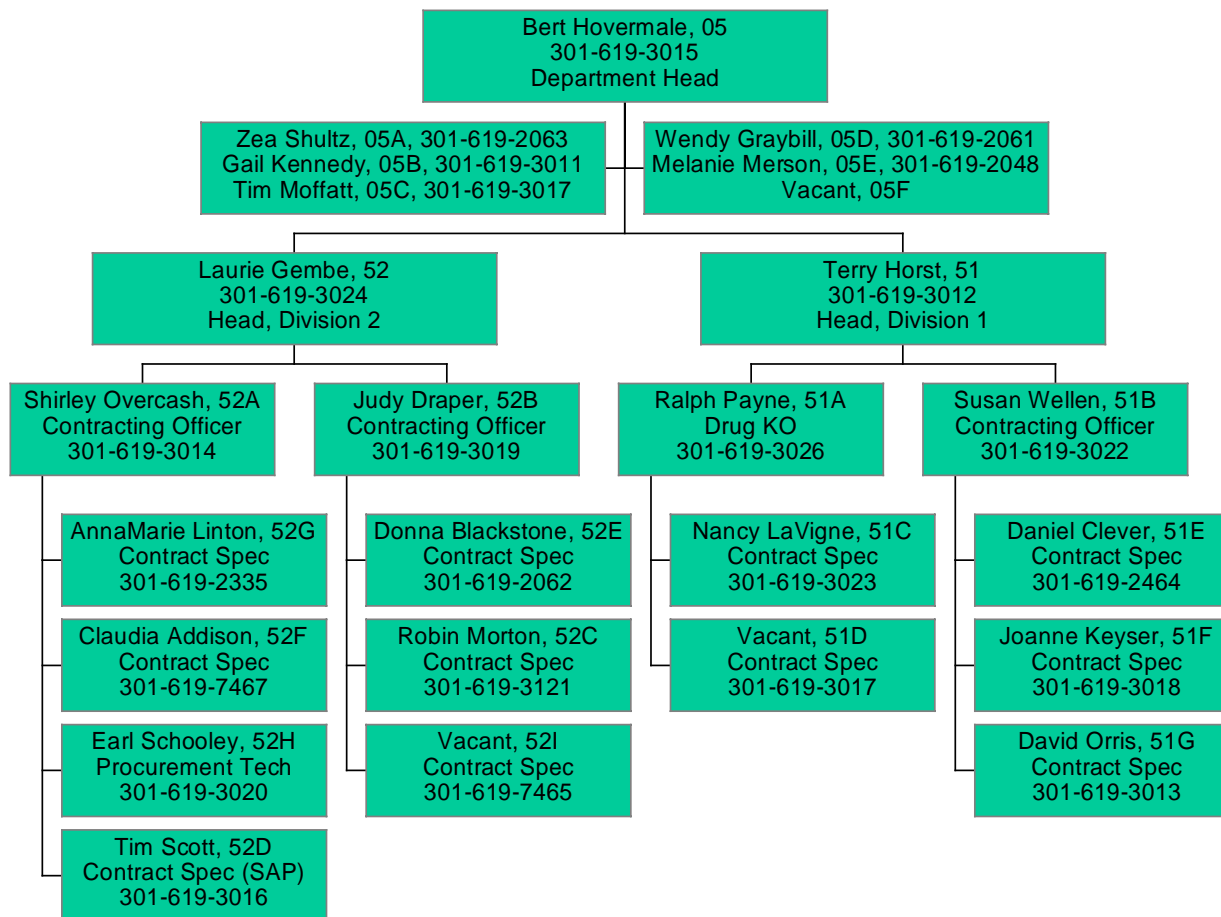 Bert Hovermale, 05
301-619-3015
Department Head
Zea Shultz, 05A, 301-619-2063
Gail Kennedy, 05B, 301-619-3011
Tim Moffatt, 05C, 301-619-3017
Wendy Graybill, 05D, 301-619-2061
Melanie Merson, 05E, 301-619-2048
Vacant, 05F
Laurie Gembe, 52
301-619-3024
Head, Division 2
Terry Horst, 51
301-619-3012
Head, Division 1
Shirley Overcash, 52A
Contracting Officer
301-619-3014
Judy Draper, 52B
Contracting Officer
301-619-3019
Ralph Payne, 51A
Drug KO
301-619-3026
Susan Wellen, 51B
Contracting Officer
301-619-3022
AnnaMarie Linton, 52G
Contract Spec
301-619-2335
Claudia Addison, 52F
Contract Spec
301-619-7467
Earl Schooley, 52H
Procurement Tech
301-619-3020
Tim Scott, 52D
Contract Spec (SAP)
301-619-3016
Donna Blackstone, 52E
Contract Spec
301-619-2062
Robin Morton, 52C
Contract Spec
301-619-3121
Vacant, 52I
Contract Spec
301-619-7465
Nancy LaVigne, 51C
Contract Spec
301-619-3023
Vacant, 51D
Contract Spec
301-619-3017
Daniel Clever, 51E
Contract Spec
301-619-2464
Joanne Keyser, 51F
Contract Spec
301-619-3018
David Orris, 51G
Contract Spec
301-619-3013